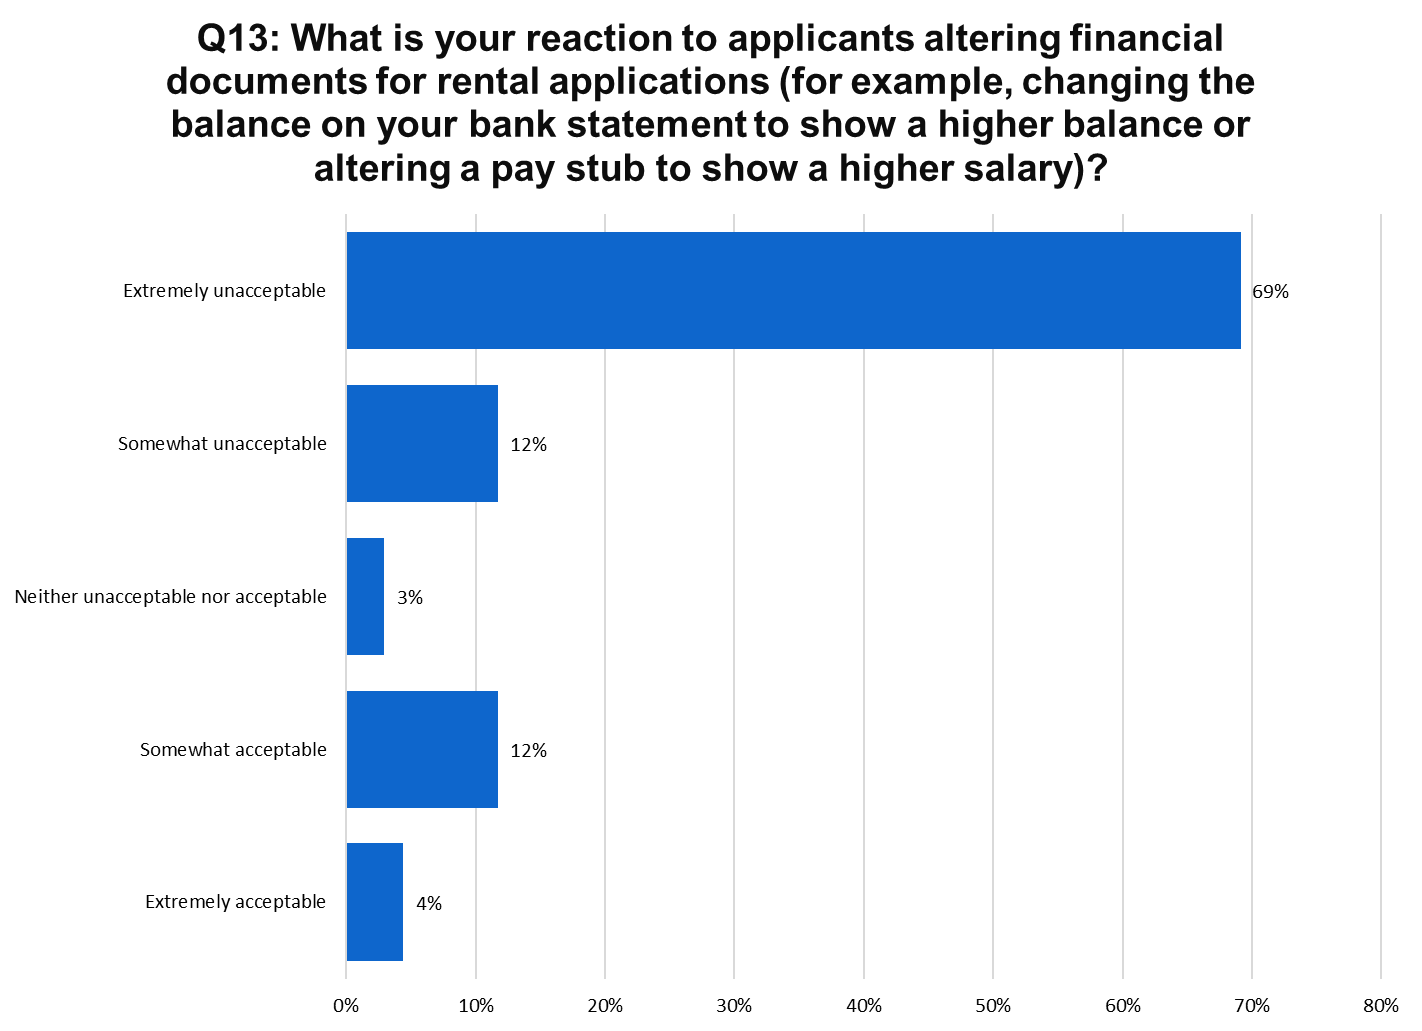 Q13: What is your reaction to applicants altering financial
documents for rental applications (for example, changing the
balance on your bank statement to show a higher balance or
altering a pay stub to show a higher salary)?
Extremely unacceptable
69%
Somewhat unacceptable
12%
Neither unacceptable nor acceptable
3%
Somewhat acceptable
12%
Extremely acceptable
4%
0% 10% 20% 30% 40% 50% 60% 70% 80%